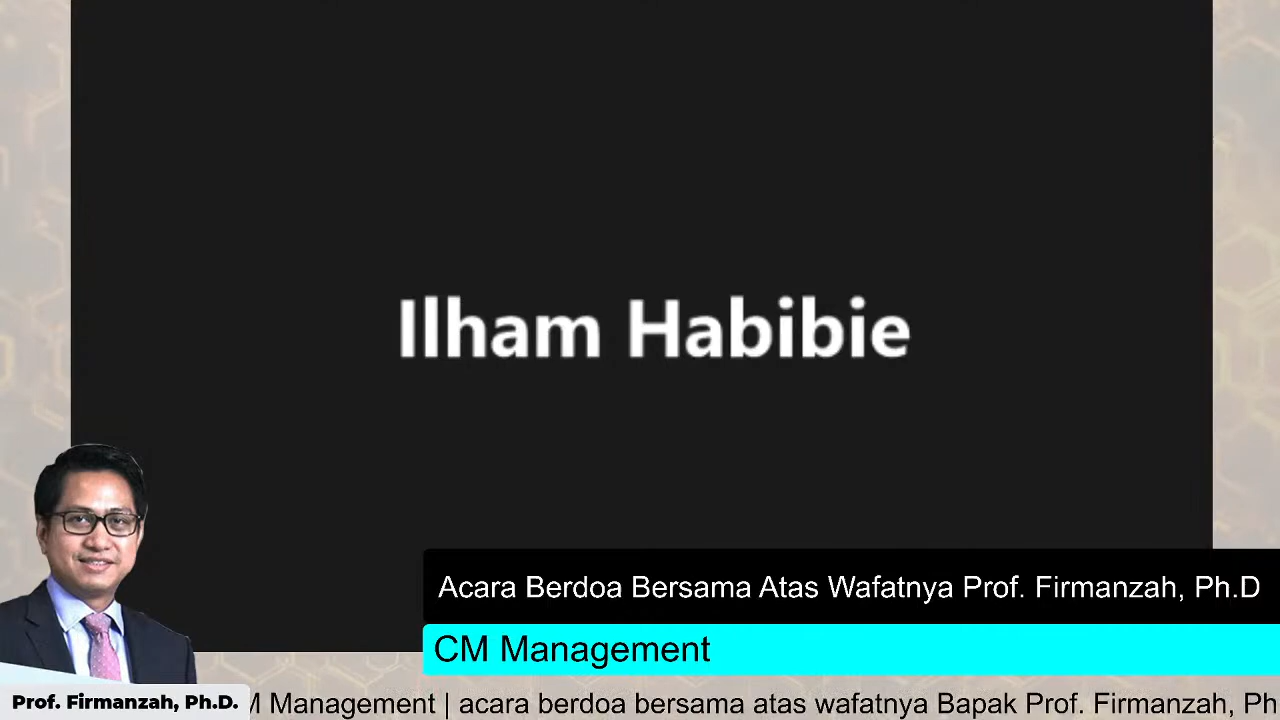 Ilham Habibie
Acara Berdoa Bersama Atas Wafatnya Prof. Firmanzah, Ph.D
CM Management
Prof. Firmanzah, Ph.D.
Management | acara berdoa bersama atas wafatnya Bapak Prof. Firmanzah,